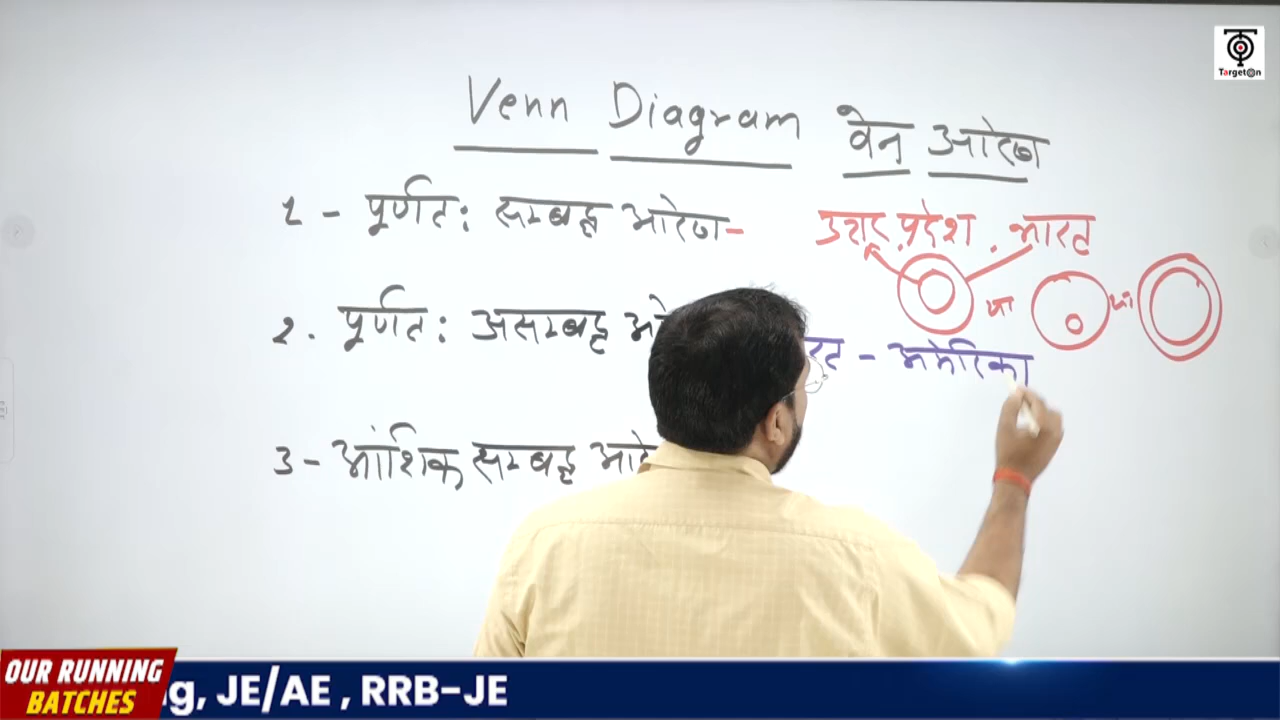 Venn Diagram वेन आरेख
1 - पूर्णत: सम्बद्ध आरेख-
उत्तर प्रदेश . भारत
या या
2. पूर्णत: असम्बद्ध
- अमेरिका
3 - आंशिक सम्बद्ध
TargetOn
OUR RUNNING
BATCHES
JE/AE , RRB-JE